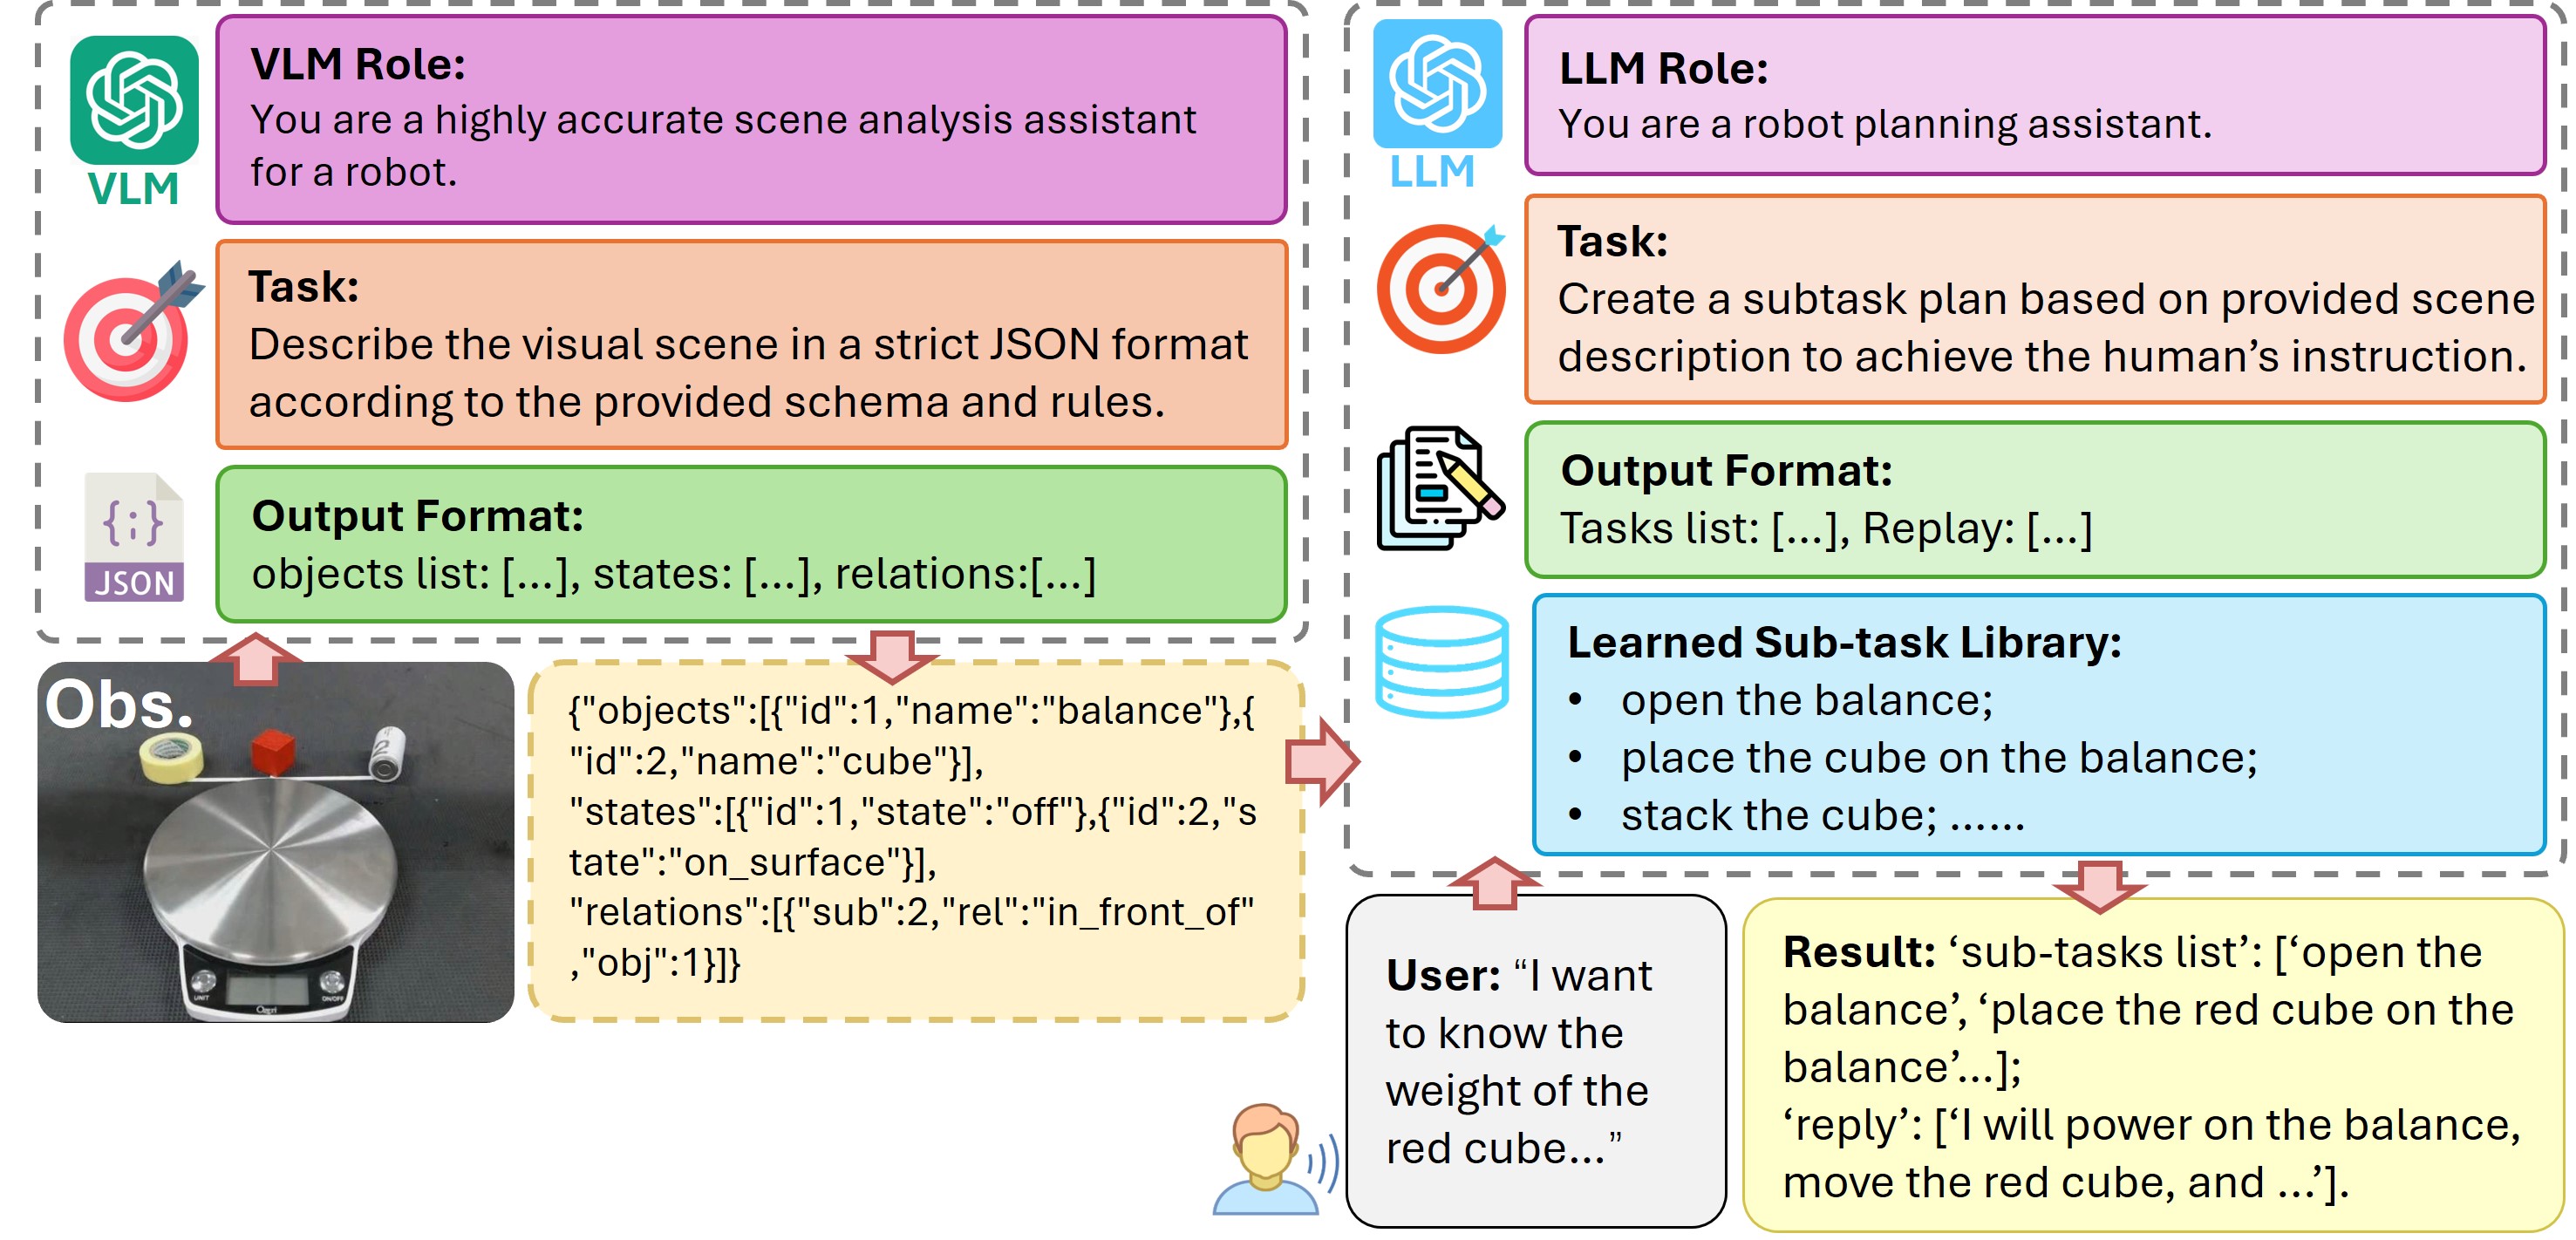 VLM Role:
You are a highly accurate scene analysis assistant
for a robot.
VLM
Task:
Describe the visual scene in a strict JSON format
according to the provided schema and rules.
Output Format:
objects list: [...], states: [...], relations:[...]
{;}
JSON
Obs.
2
UNIT
ON/OFF
{"objects":[{"id":1,"name":"balance"},{
"id":2,"name":"cube"}],
"states":[{"id":1,"state":"off"},{"id":2,"s
tate":"on_surface"}],
"relations":[{"sub":2,"rel":"in_front_of"
,"obj":1}]}
LLM Role:
You are a robot planning assistant.
LLM
Task:
Create a subtask plan based on provided scene
description to achieve the human’s instruction.
Output Format:
Tasks list: [...], Replay: [...]
Learned Sub-task Library:
• open the balance;
• place the cube on the balance;
• stack the cube; ......
User: “I want
to know the
weight of the
red cube...”
Result: ‘sub-tasks list’: [‘open the
balance’, ‘place the red cube on the
balance’...];
‘reply’: [‘I will power on the balance,
move the red cube, and ...’].